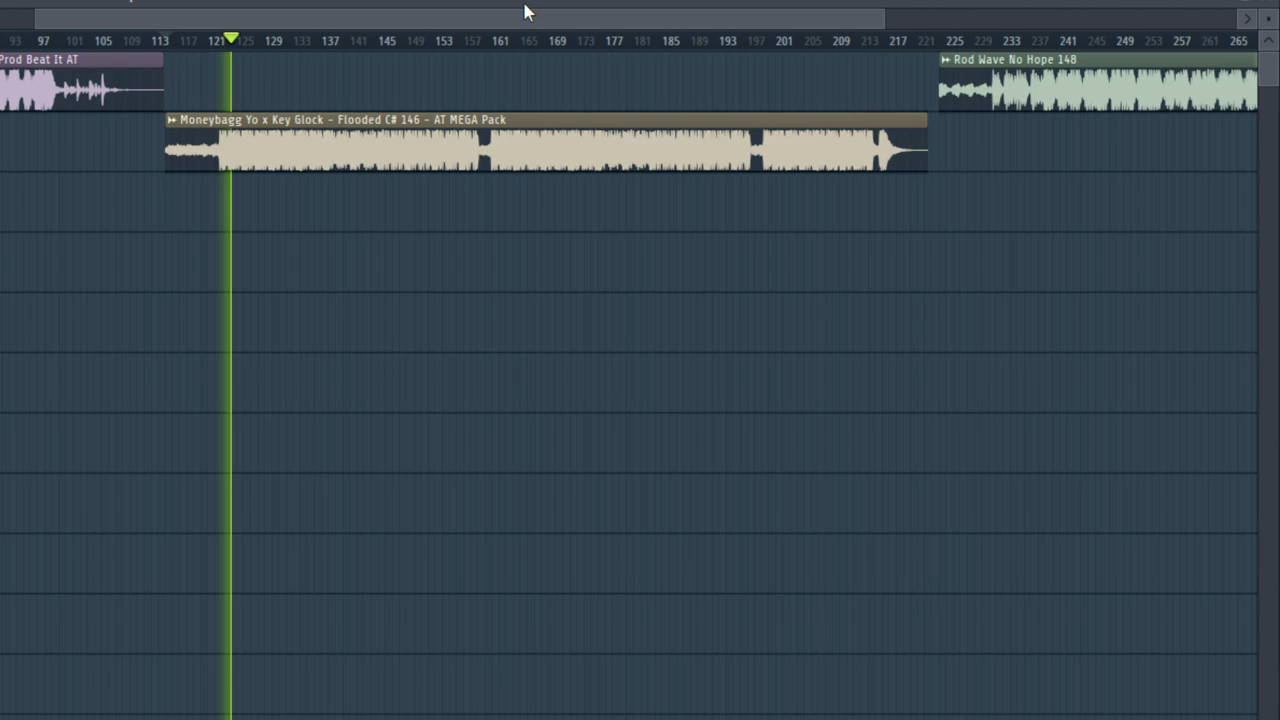 93 97 101 105 109 113 117 121 125 129 133 137 141 145 149 153 157 161 165 169 173 177 181 185 189 193 197 201 205 209 213 217 221 225 229 233 237 241 245 249 253 257 261 265
Prod Beat It AT
Rod Wave No Hope 148
Moneybagg Yo x Key Glock - Flooded C# 146 - AT MEGA Pack